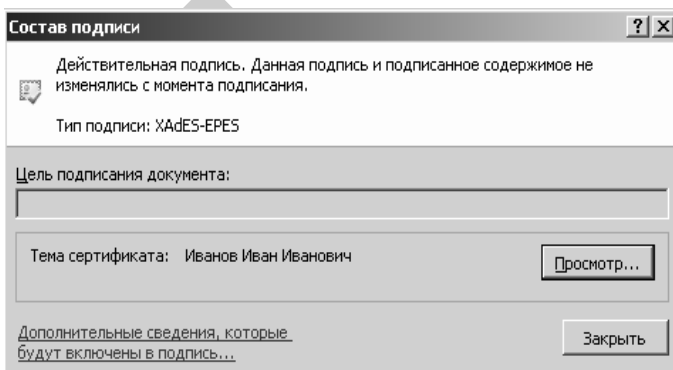 Состав подписи
Действительная подпись. Данная подпись и подписанное содержимое не
изменялись с момента подписания.
Тип подписи: XAdES-EPES
Цель подписания документа:
Тема сертификата: Иванов Иван Иванович
Просмотр...
Дополнительные сведения, которые
будут включены в подпись...
Закрыть